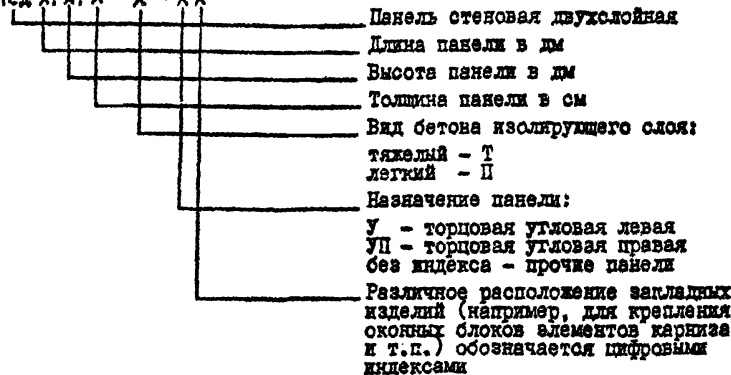 Панель стеновая двухслойная
Длина панели в дм
Высота панели в дм
Толщина панели в см
Вид бетона изолирующего слоя:
тяжелый – Т
легкий – П
Назначение панели:
У – торцовая угловая левая
УП – торцовая угловая правая
без индекса – прочие панели
Различное расположение закладных
изделий (например, для крепления
оконных блоков элементов карниза
и т.п.) обозначается цифровыми
индексами